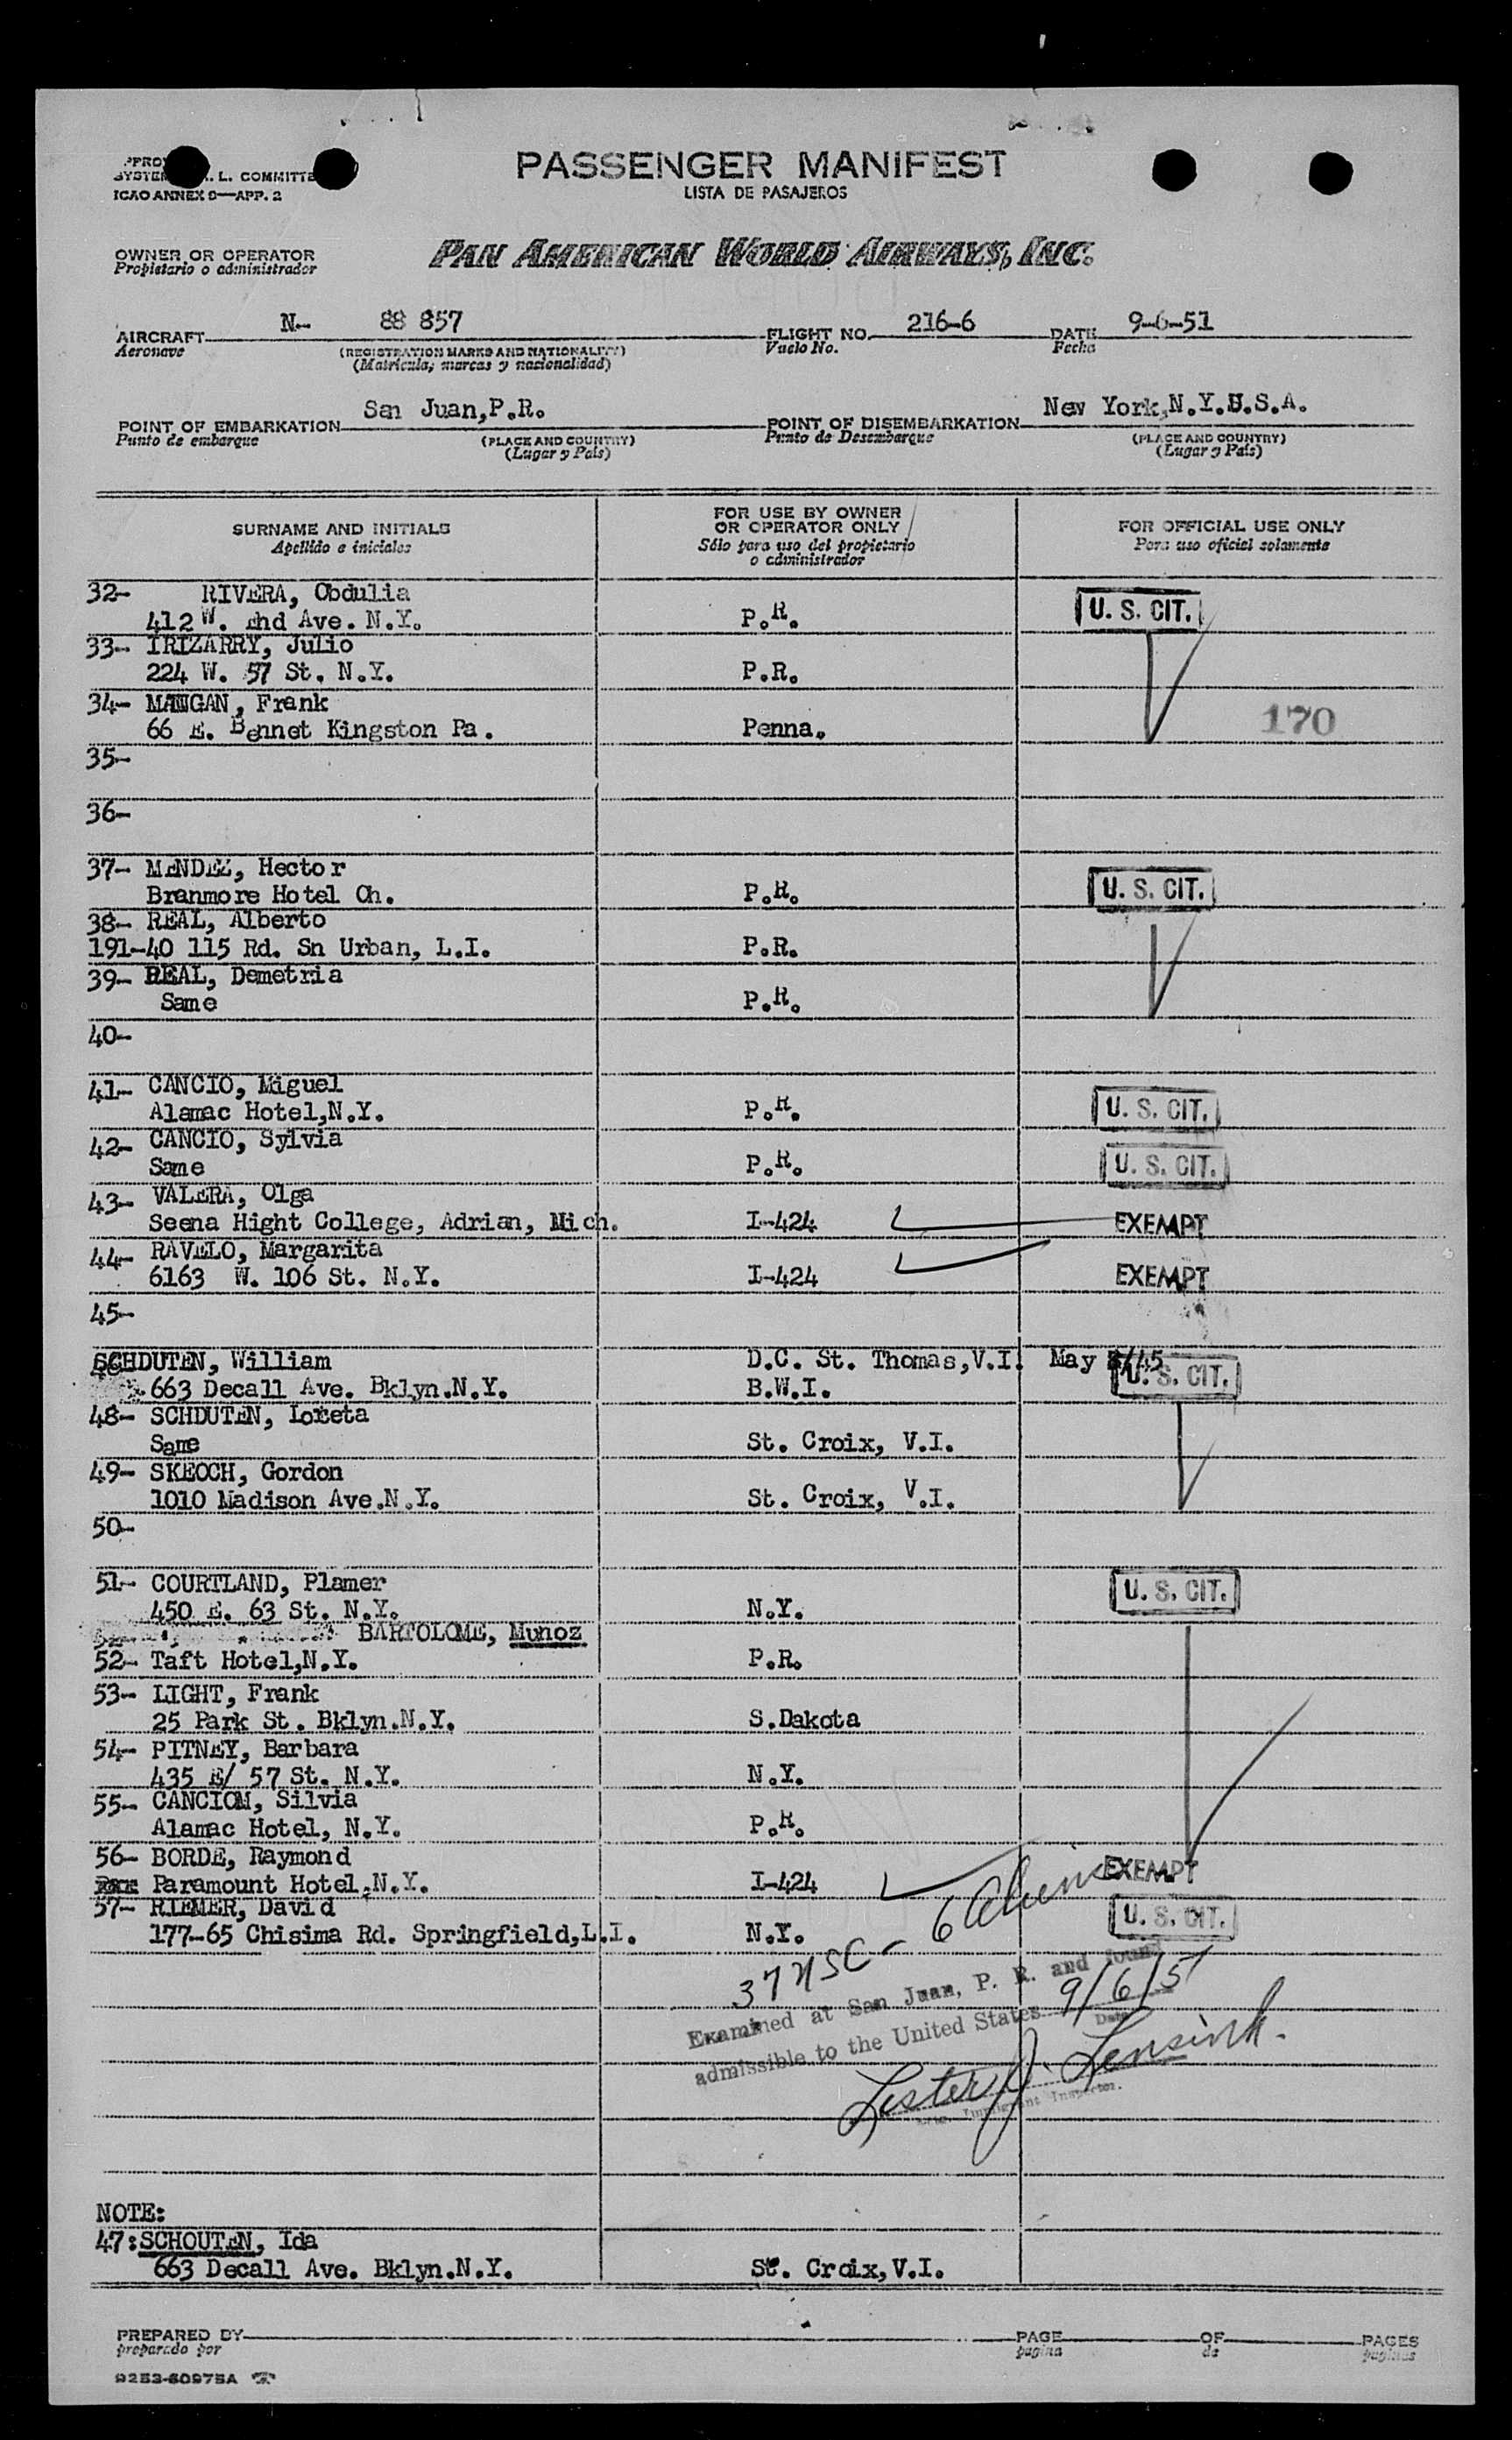 PASSENGER MANIFEST
LISTA DE PASAJEROS
L. COMMITTE
ICAO ANNEX 9—APP. 2
OWNER OR OPERATOR
Propietario o administrador
PAN AMERICAN WORLD AIRWAYS, INC.
AIRCRAFT N- 88 857 FLIGHT NO. 216-6 DATE 9-6-51
Aeronave (REGISTRATION MARKS AND NATIONALITY) Vuelo No. Fecha
(Matrícula, marcas y nacionalidad)
POINT OF EMBARKATION San Juan,P.R. POINT OF DISEMBARKATION New York,N.Y.U.S.A.
Punto de embarque (PLACE AND COUNTRY) Punto de Desembarque (PLACE AND COUNTRY)
(Lugar y País) (Lugar y País)
SURNAME AND INITIALS FOR USE BY OWNER OR OPERATOR ONLY FOR OFFICIAL USE ONLY
Apellido e iniciales Sólo para uso del propietario o administrador Para uso oficial solamente
32- RIVERA, Obdulia
412 W. End Ave. N.Y. P.R. U. S. CIT.
33- IRIZARRY, Julio
224 W. 57 St. N.Y. P.R.
34- MANGAN, Frank
66 E. Bennet Kingston Pa. Penna. 170
35-
36-
37- MENDEZ, Hector
Branmore Hotel Ch. P.R. U. S. CIT.
38- REAL, Alberto
191-40 115 Rd. Sn Urban, L.I. P.R.
39- REAL, Demetria
Same P.R.
40-
41- CANCIO, Miguel
Alamac Hotel,N.Y. P.R. U. S. CIT.
42- CANCIO, Sylvia
Same P.R. U. S. CIT.
43- VALERA, Olga
Seena Hight College, Adrian, Mich. I-424 EXEMPT
44- RAVELO, Margarita
6163 W. 106 St. N.Y. I-424 EXEMPT
45-
SCHDUTEN, William D.C. St. Thomas,V.I. May
663 Decall Ave. Bklyn.N.Y. B.W.I. U. S. CIT.
48- SCHDUTEN, Loreta
Same St. Croix, V.I.
49- SKEOCH, Gordon
1010 Madison Ave.N.Y. St. Croix, V.I.
50-
51- COURTLAND, Plamer
450 E. 63 St. N.Y. N.Y. U. S. CIT.
BARTOLOME, Munoz
52- Taft Hotel,N.Y. P.R.
53- LIGHT, Frank
25 Park St. Bklyn.N.Y. S.Dakota
54- PITNEY, Barbara
435 E/ 57 St. N.Y. N.Y.
55- CANCIOM, Silvia
Alamac Hotel, N.Y. P.R.
56- BORDE, Raymond
Paramount Hotel,N.Y. I-424 EXEMPT
57- RIEMER, David
177-65 Chisima Rd. Springfield,L.I. N.Y. U. S. CIT.
37 USC - 6 Aliens
Examined at San Juan, P. R. and found
admissible to the United States 9/6/51
Date
Lester J. Lensink.
Immigrant Inspector.
NOTE:
47:SCHOUTEN, Ida
663 Decall Ave. Bklyn.N.Y. St. Croix,V.I.
PREPARED BY PAGE OF PAGES
preparado por página de páginas
9253-60975A